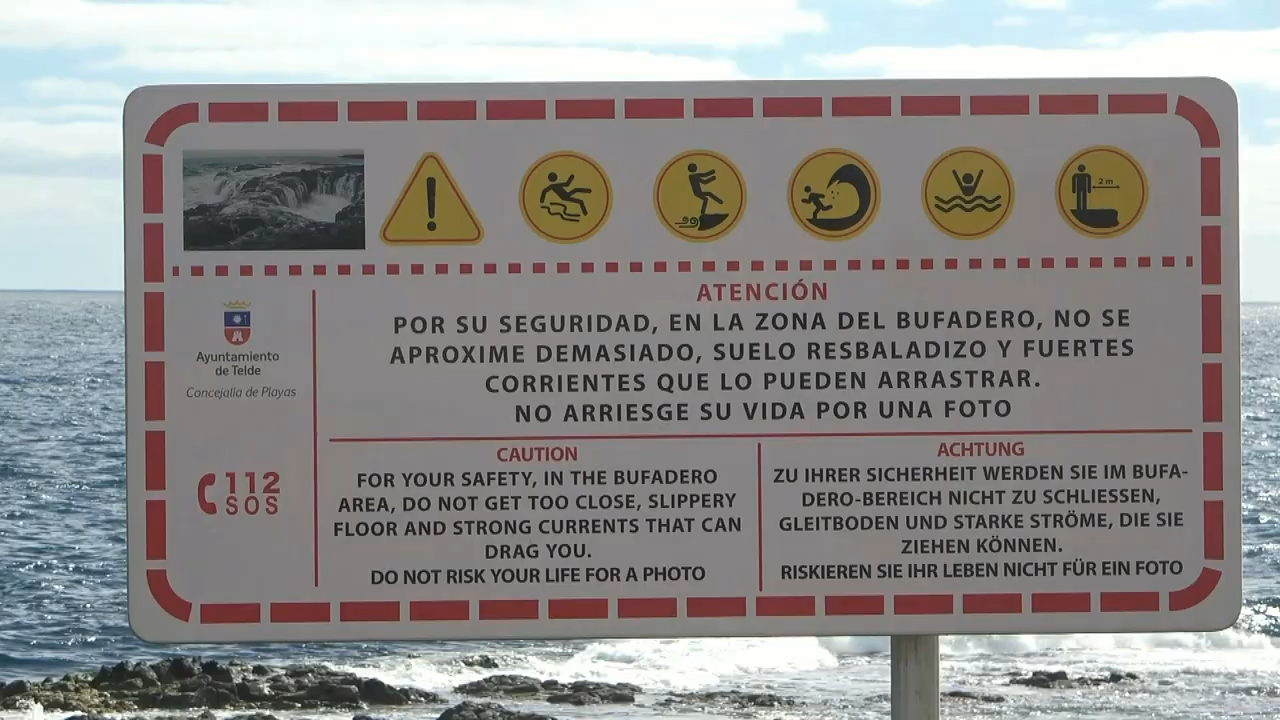 2 m
ATENCIÓN
POR SU SEGURIDAD, EN LA ZONA DEL BUFADERO, NO SE
APROXIME DEMASIADO, SUELO RESBALADIZO Y FUERTES
CORRIENTES QUE LO PUEDEN ARRASTRAR.
NO ARRIESGE SU VIDA POR UNA FOTO
Ayuntamiento
de Telde
Concejalía de Playas
112
SOS
CAUTION
FOR YOUR SAFETY, IN THE BUFADERO
AREA, DO NOT GET TOO CLOSE, SLIPPERY
FLOOR AND STRONG CURRENTS THAT CAN
DRAG YOU.
DO NOT RISK YOUR LIFE FOR A PHOTO
ACHTUNG
ZU IHRER SICHERHEIT WERDEN SIE IM BUFA-
DERO-BEREICH NICHT ZU SCHLIESSEN,
GLEITBODEN UND STARKE STRÖME, DIE SIE
ZIEHEN KÖNNEN.
RISKIEREN SIE IHR LEBEN NICHT FÜR EIN FOTO